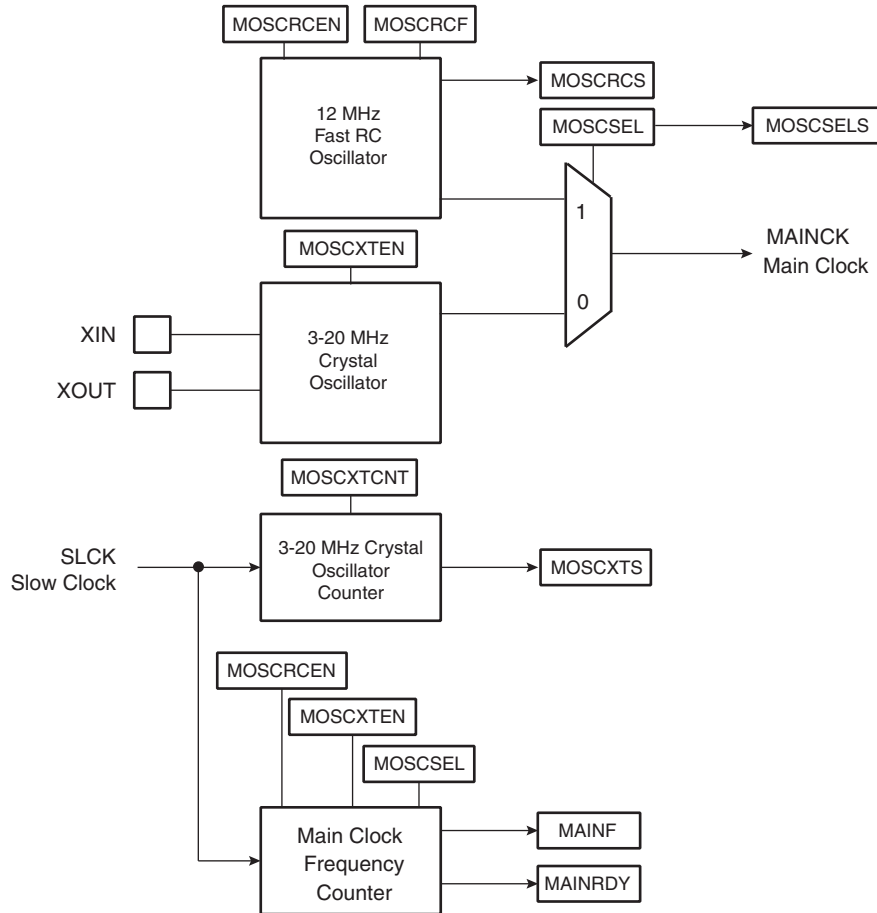 MOSCRCEN
MOSCRCF
12 MHz
Fast RC
Oscillator
MOSCRCS
MOSCSEL
MOSCSELS
1
0
MAINCK
Main Clock
MOSCXTEN
XIN
XOUT
3-20 MHz
Crystal
Oscillator
MOSCXTCNT
SLCK
Slow Clock
3-20 MHz Crystal
Oscillator
Counter
MOSCXTS
MOSCRCEN
MOSCXTEN
MOSCSEL
Main Clock
Frequency
Counter
MAINF
MAINRDY